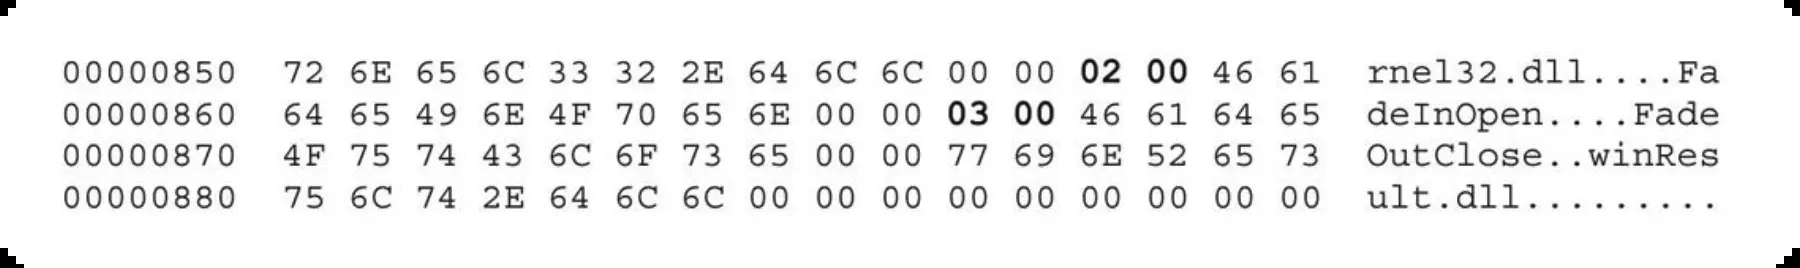 00000850 72 6E 65 6C 33 32 2E 64 6C 6C 00 00 02 00 46 61 rnel32.dll....Fa
00000860 64 65 49 6E 4F 70 65 6E 00 00 03 00 46 61 64 65 deInOpen....Fade
00000870 4F 75 74 43 6C 6F 73 65 00 00 77 69 6E 52 65 73 OutClose..winRes
00000880 75 6C 74 2E 64 6C 6C 00 00 00 00 00 00 00 00 00 ult.dll.........